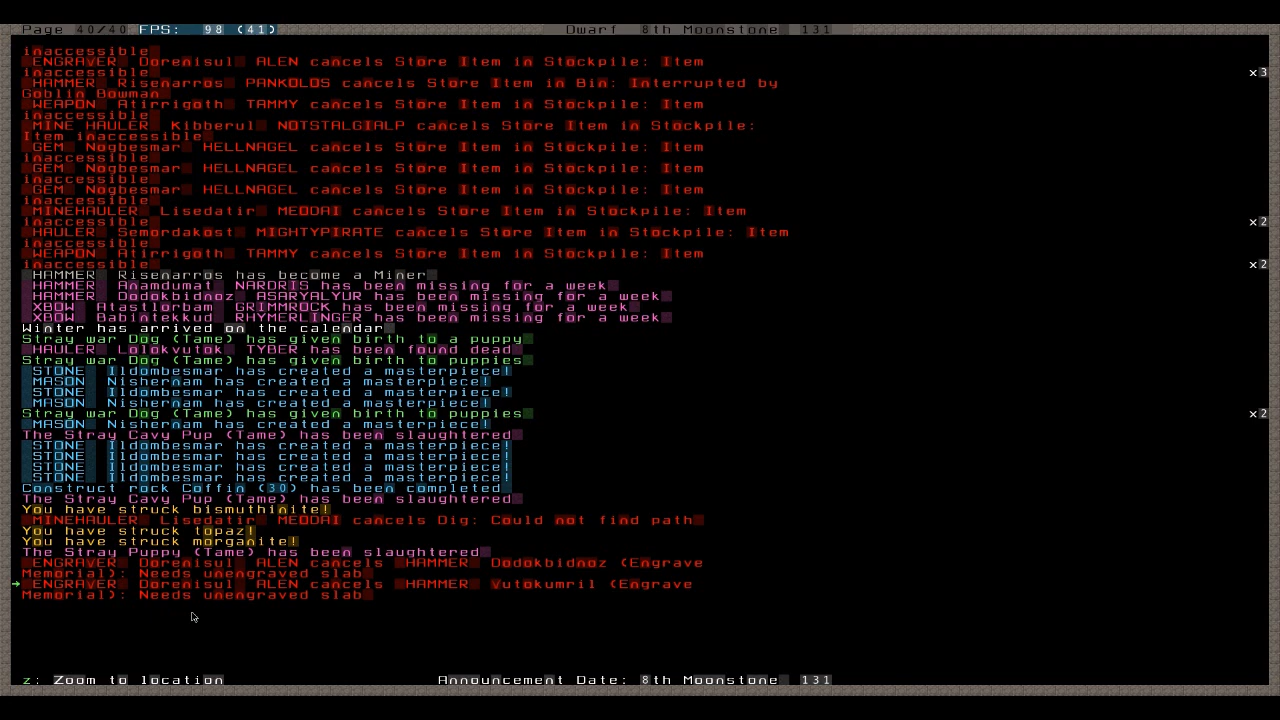 Page 40/40 FPS: 98 (41) Dwarf 8th Moonstone 131
inaccessible
ENGRAVER Dorenisul ALEN cancels Store Item in Stockpile: Item
inaccessible x3
HAMMER Risenarros PANKOLOS cancels Store Item in Bin: Interrupted by
Goblin Bowman
WEAPON Atirrigoth TAMMY cancels Store Item in Stockpile: Item
inaccessible
MINE HAULER Kibberul NOTSTALGIALP cancels Store Item in Stockpile:
Item inaccessible
GEM Nogbesmar HELLNAGEL cancels Store Item in Stockpile: Item
inaccessible
GEM Nogbesmar HELLNAGEL cancels Store Item in Stockpile: Item
inaccessible
GEM Nogbesmar HELLNAGEL cancels Store Item in Stockpile: Item
inaccessible
MINEHAULER Lisedatir MEODAI cancels Store Item in Stockpile: Item
inaccessible x2
HAULER Semordakost MIGHTYPIRATE cancels Store Item in Stockpile: Item
inaccessible
WEAPON Atirrigoth TAMMY cancels Store Item in Stockpile: Item
inaccessible x2
HAMMER Risenarros has become a Miner
HAMMER Anamdumat NARDRIS has been missing for a week
HAMMER Dodokbidnoz ASARYALYUR has been missing for a week
XBOW Atastlorbam GRIMMROCK has been missing for a week
XBOW Babintekkud RHYMERLINGER has been missing for a week
Winter has arrived on the calendar
Stray war Dog (Tame) has given birth to a puppy
HAULER Lolokvutok TYBER has been found dead
Stray war Dog (Tame) has given birth to puppies
STONE Ildombesmar has created a masterpiece!
MASON Nishernam has created a masterpiece!
STONE Ildombesmar has created a masterpiece!
MASON Nishernam has created a masterpiece!
Stray war Dog (Tame) has given birth to puppies x2
MASON Nishernam has created a masterpiece!
The Stray Cavy Pup (Tame) has been slaughtered
STONE Ildombesmar has created a masterpiece!
STONE Ildombesmar has created a masterpiece!
STONE Ildombesmar has created a masterpiece!
STONE Ildombesmar has created a masterpiece!
Construct rock Coffin (30) has been completed
The Stray Cavy Pup (Tame) has been slaughtered
You have struck bismuthinite!
MINEHAULER Lisedatir MEODAI cancels Dig: Could not find path
You have struck topaz!
You have struck morganite!
The Stray Puppy (Tame) has been slaughtered
ENGRAVER Dorenisul ALEN cancels HAMMER Dodokbidnoz (Engrave
Memorial): Needs unengraved slab
ENGRAVER Dorenisul ALEN cancels HAMMER Vutokumril (Engrave
Memorial): Needs unengraved slab
z: Zoom to location Announcement Date: 8th Moonstone 131